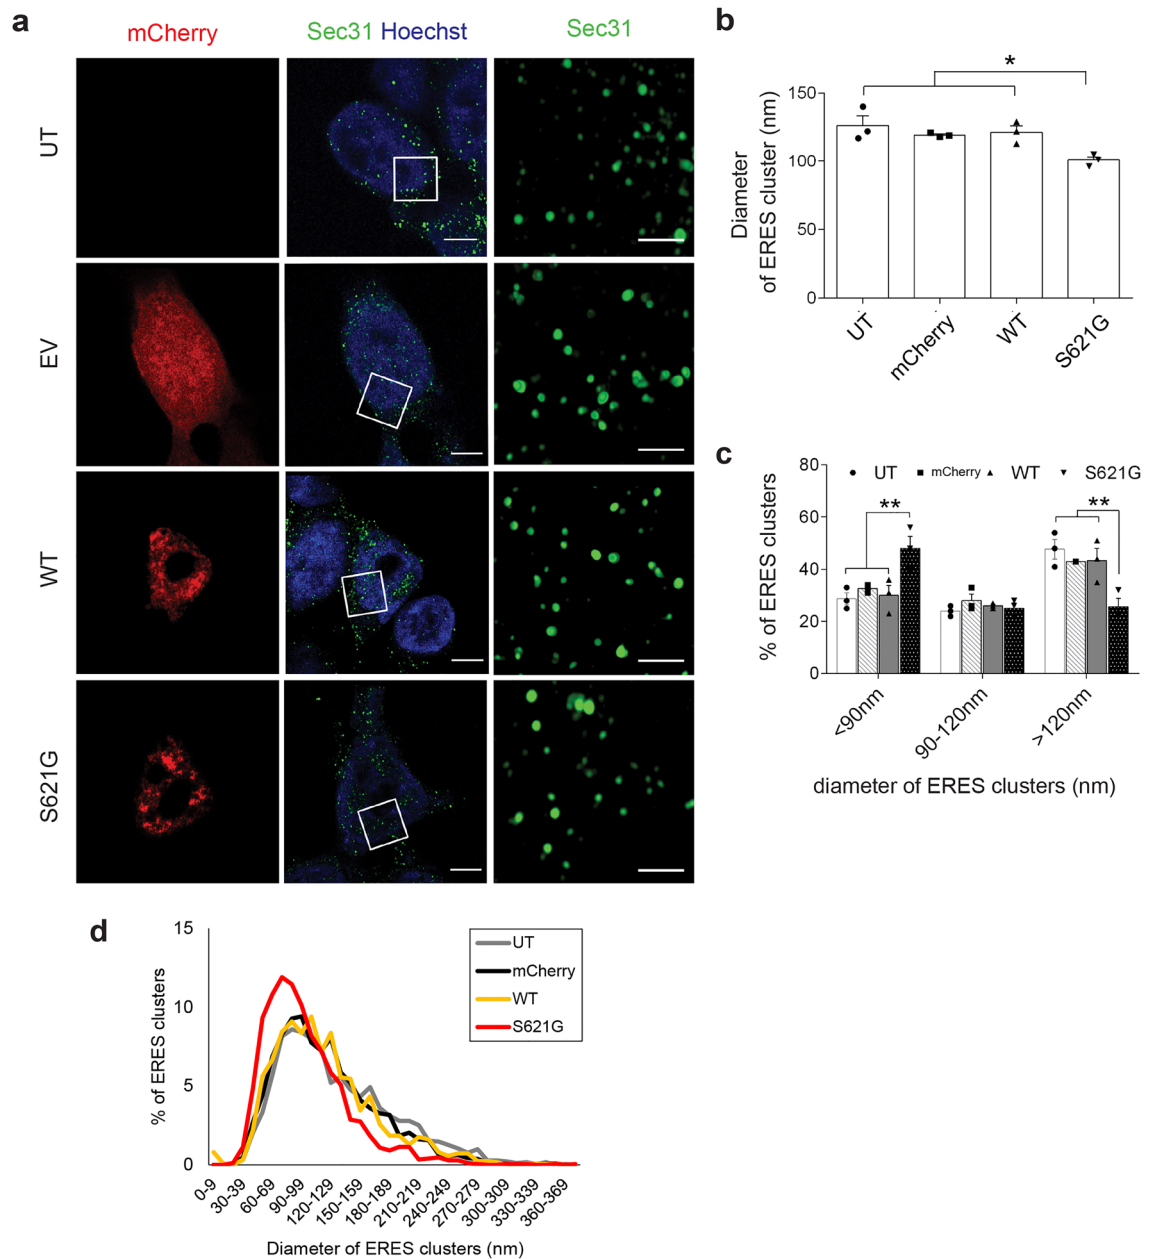 a
mCherry
Sec31 Hoechst
Sec31
UT
EV
WT
S621G
b
*
Diameter
of ERES cluster (nm)
150
100
50
0
UT
mCherry
WT
S621G
c
UT
mCherry
WT
S621G
**
**
% of ERES clusters
80
60
40
20
0
<90nm
90-120nm
>120nm
diameter of ERES clusters (nm)
d
% of ERES clusters
15
10
5
0
UT
mCherry
WT
S621G
0-9
30-39
60-69
90-99
120-129
150-159
180-189
210-219
240-249
270-279
300-309
330-339
360-369
Diameter of ERES clusters (nm)